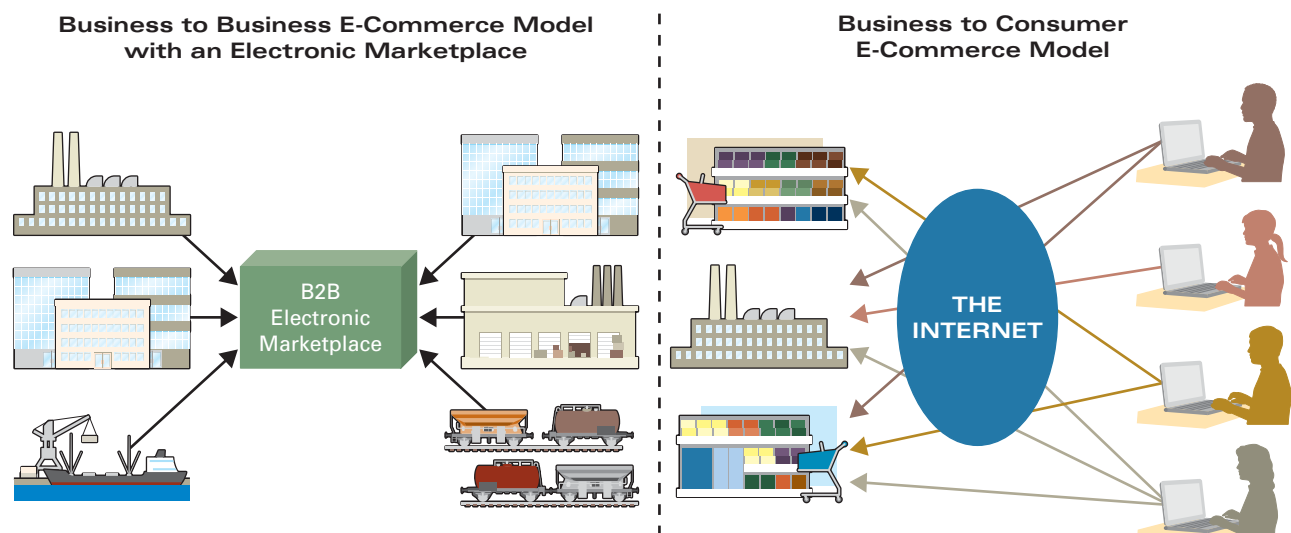 Business to Business E-Commerce Model
with an Electronic Marketplace
B2B
Electronic
Marketplace
Business to Consumer
E-Commerce Model
THE
INTERNET